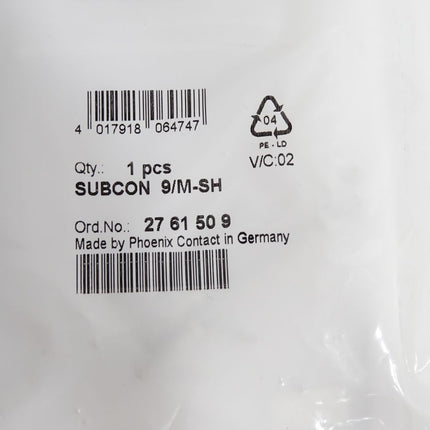 4 017918 064747
04
PE - LD
V/C:02
Qty.: 1 pcs
SUBCON 9/M-SH
Ord.No.: 27 61 50 9
Made by Phoenix Contact in Germany